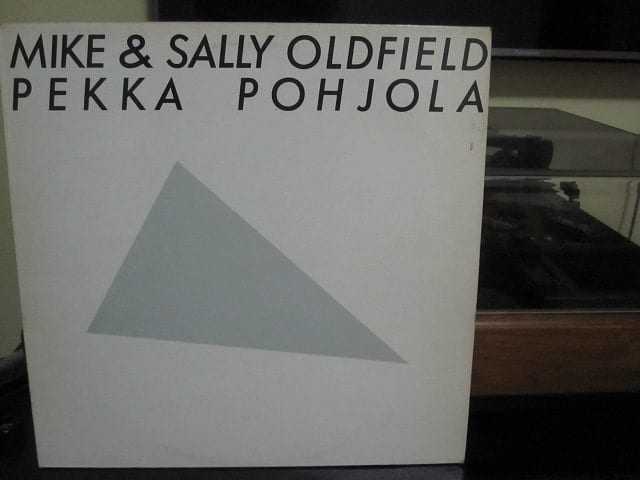 MIKE & SALLY OLDFIELD
PEKKA POHJOLA